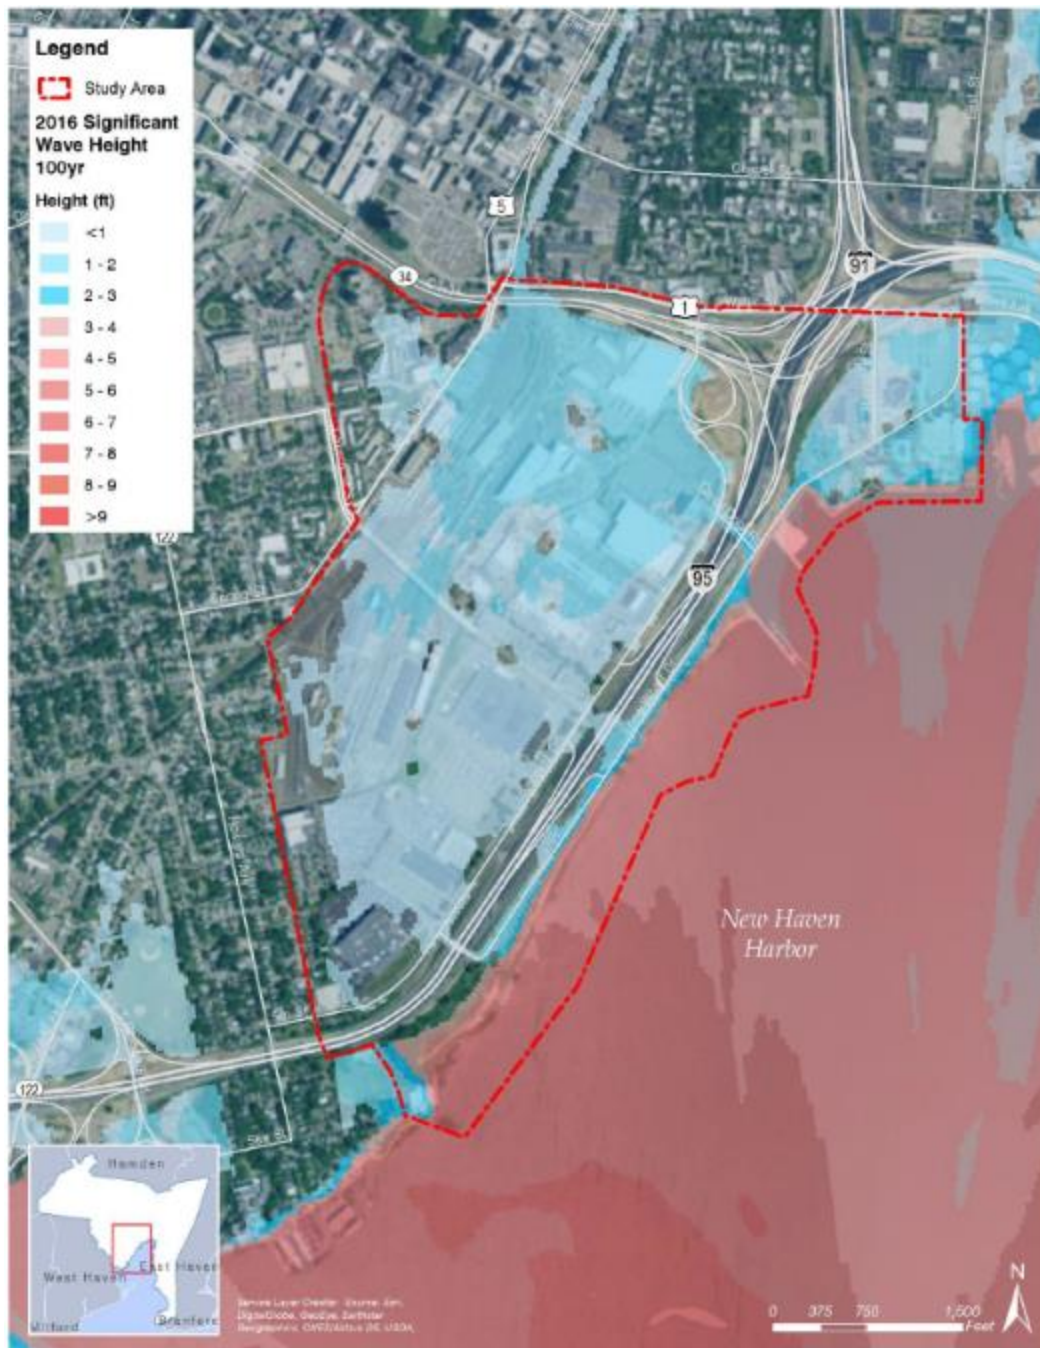 Legend
Study Area
2016 Significant
Wave Height
100yr
Height (ft)
<1
1 - 2
2 - 3
3 - 4
4 - 5
5 - 6
6 - 7
7 - 8
8 - 9
>9
5
34
1
91
95
122
122
New Haven
Harbor
Hamden
West Haven
East Haven
Milford
Branford
N
0 375 750 1,500
Feet